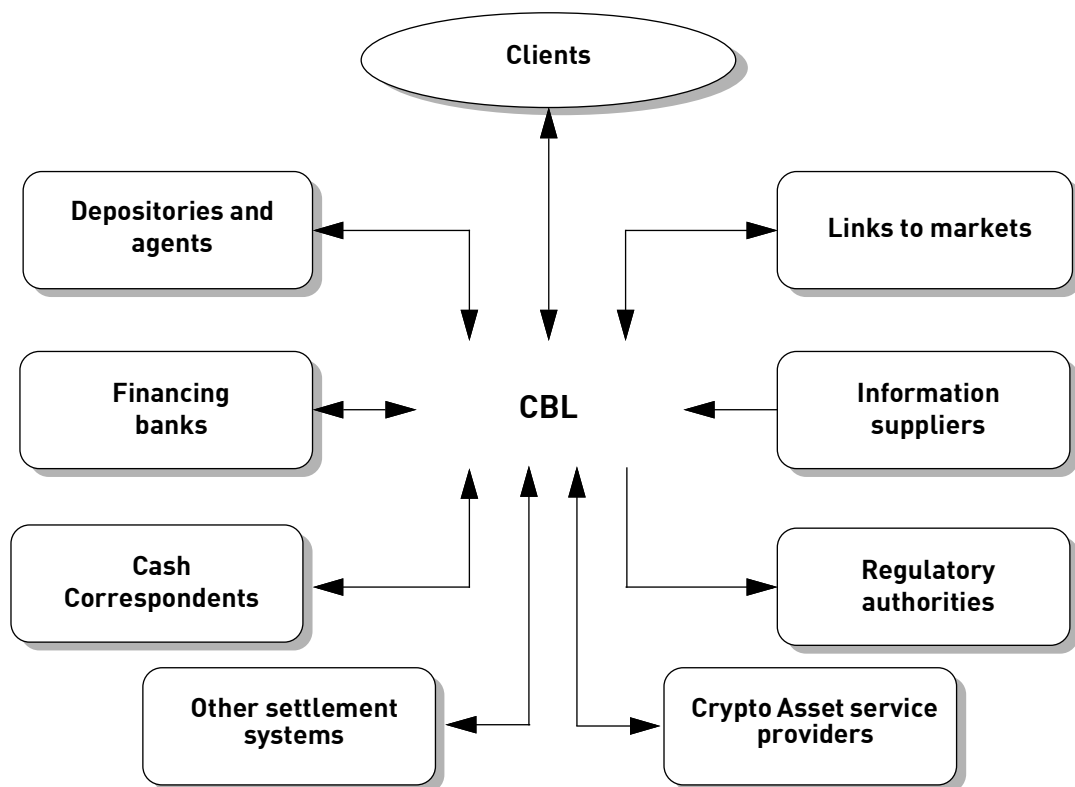 Clients
Depositories and
agents
Links to markets
Financing
banks
CBL
Information
suppliers
Cash
Correspondents
Regulatory
authorities
Other settlement
systems
Crypto Asset service
providers